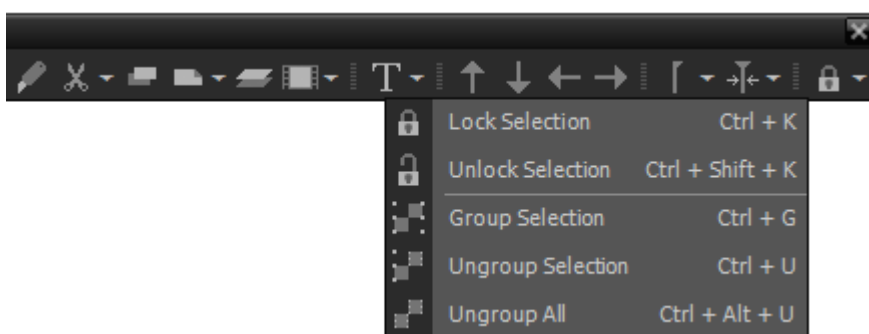 T
Lock Selection Ctrl + K
Unlock Selection Ctrl + Shift + K
Group Selection Ctrl + G
Ungroup Selection Ctrl + U
Ungroup All Ctrl + Alt + U